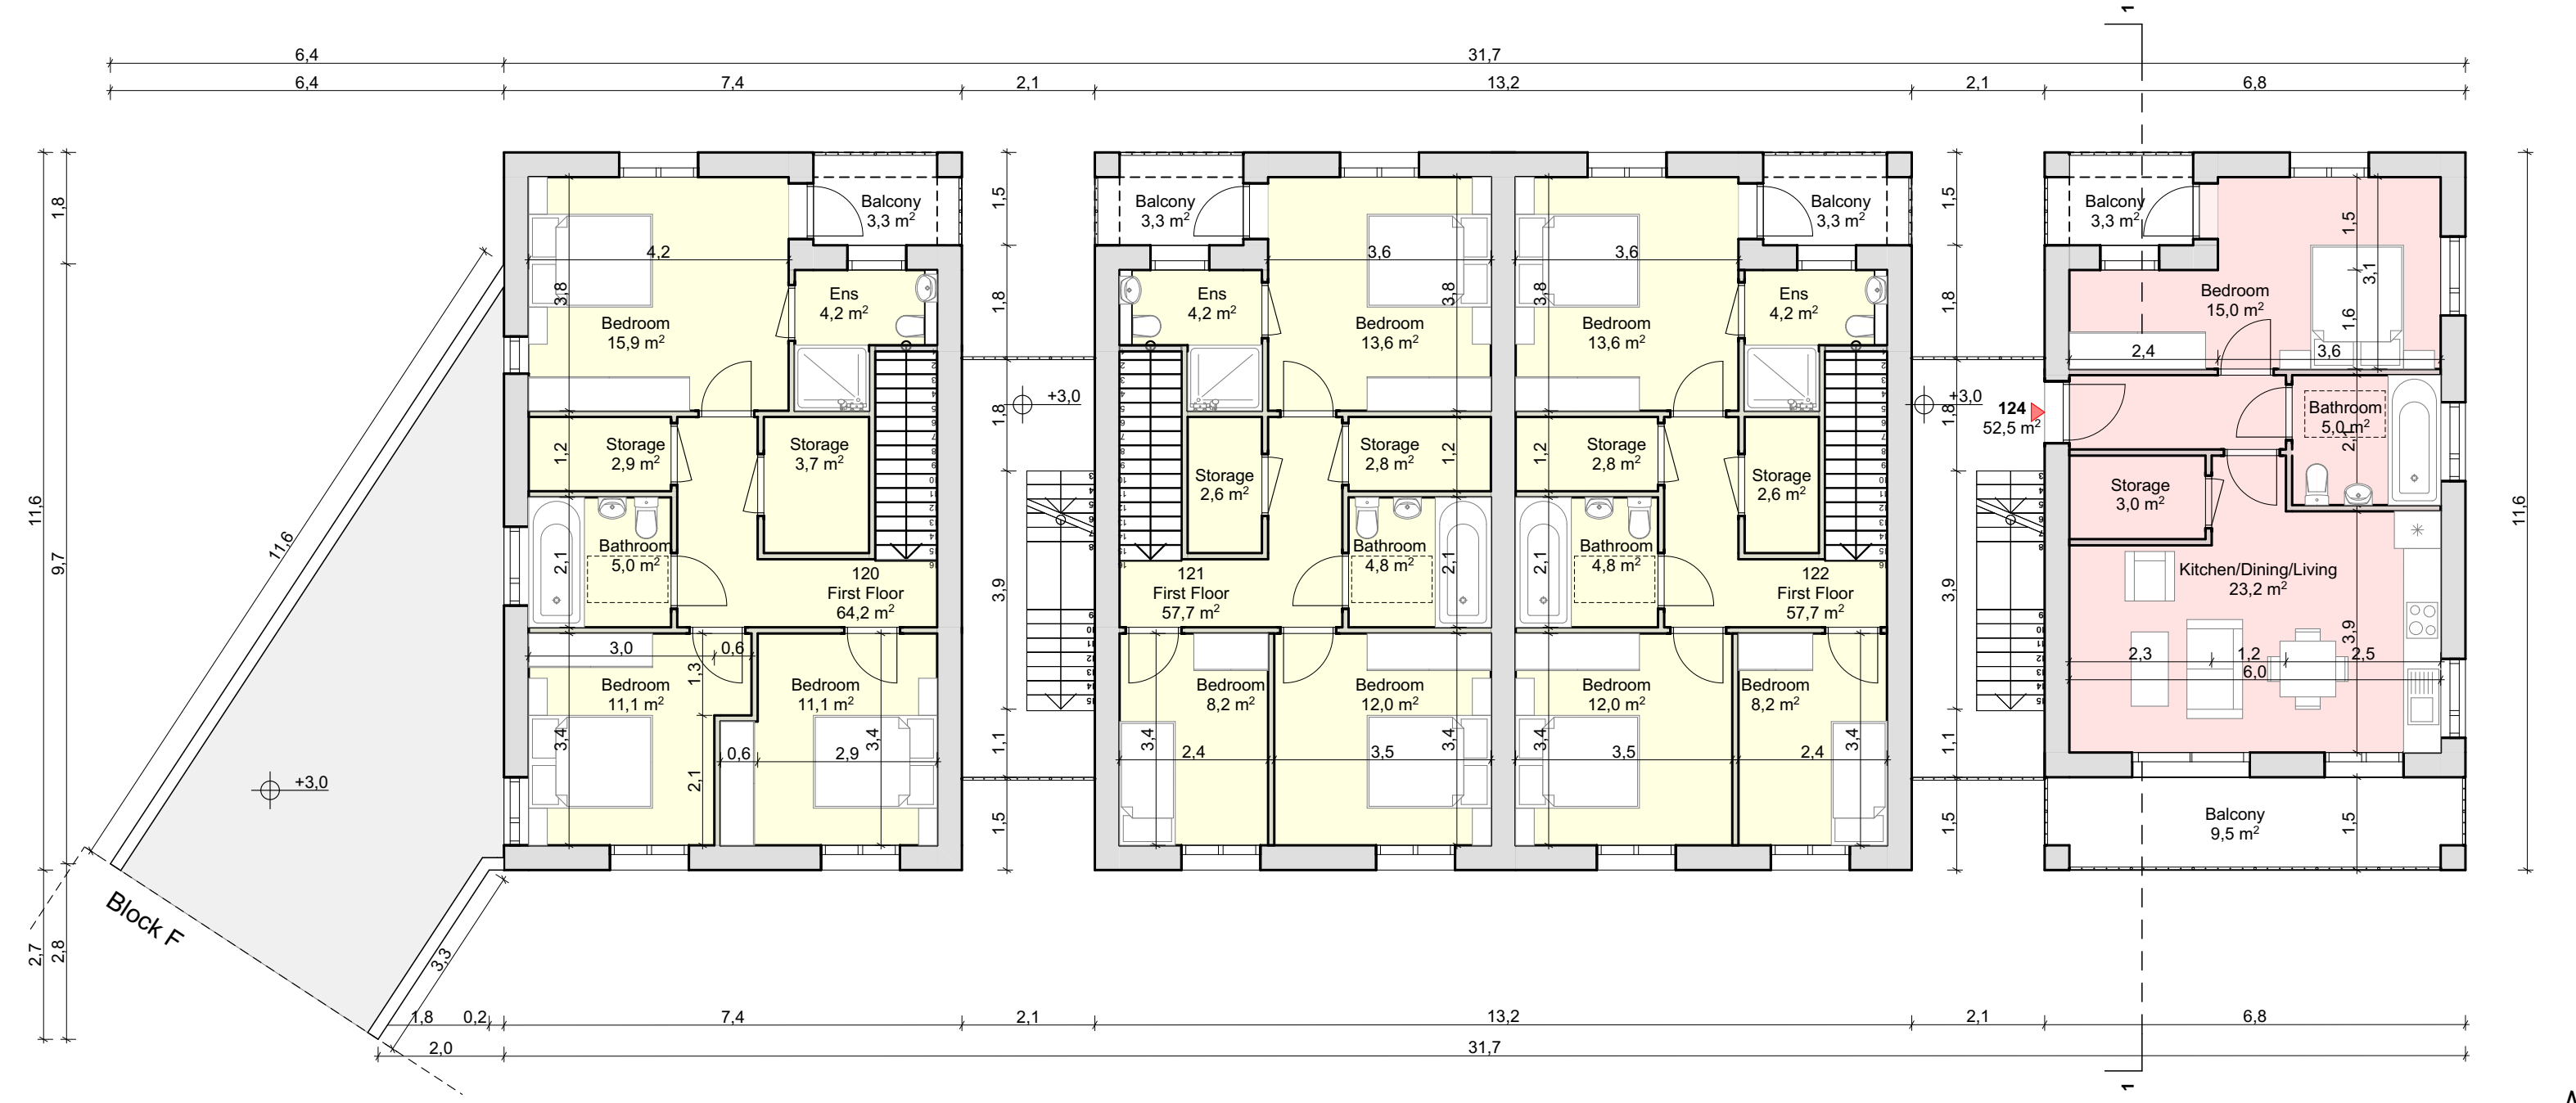 1
6,4
31,7
6,4
7,4
2,1
13,2
2,1
6,8
11,6
1,8
9,7
2,7
2,8
11,6
+3,0
Block F
3,3
Balcony
3,3 m²
4,2
3,8
Bedroom
15,9 m²
Ens
4,2 m²
1,2
Storage
2,9 m²
Storage
3,7 m²
2,1
Bathroom
5,0 m²
120
First Floor
64,2 m²
3,0
0,6
1,3
Bedroom
11,1 m²
Bedroom
11,1 m²
3,4
2,1
0,6
2,9
3,4
1,5
1,8
1,8
+3,0
3,9
1,1
1,5
Balcony
3,3 m²
Ens
4,2 m²
3,6
3,8
Bedroom
13,6 m²
Storage
2,6 m²
Storage
2,8 m²
1,2
Bathroom
4,8 m²
2,1
121
First Floor
57,7 m²
Bedroom
8,2 m²
Bedroom
12,0 m²
3,4
2,4
3,5
3,4
3,6
3,8
Bedroom
13,6 m²
Balcony
3,3 m²
Ens
4,2 m²
1,2
Storage
2,8 m²
Storage
2,6 m²
2,1
Bathroom
4,8 m²
122
First Floor
57,7 m²
Bedroom
12,0 m²
Bedroom
8,2 m²
3,4
3,5
2,4
3,4
1,5
1,8
1,8
+3,0
3,9
1,1
1,5
124
52,5 m²
Balcony
3,3 m²
1,5
3,1
1,6
Bedroom
15,0 m²
2,4
3,6
Bathroom
5,0 m²
2,1
Storage
3,0 m²
Kitchen/Dining/Living
23,2 m²
3,9
2,3
1,2
2,5
6,0
Balcony
9,5 m²
1,5
11,6
1,8
0,2
7,4
2,1
13,2
2,1
6,8
2,0
31,7
1